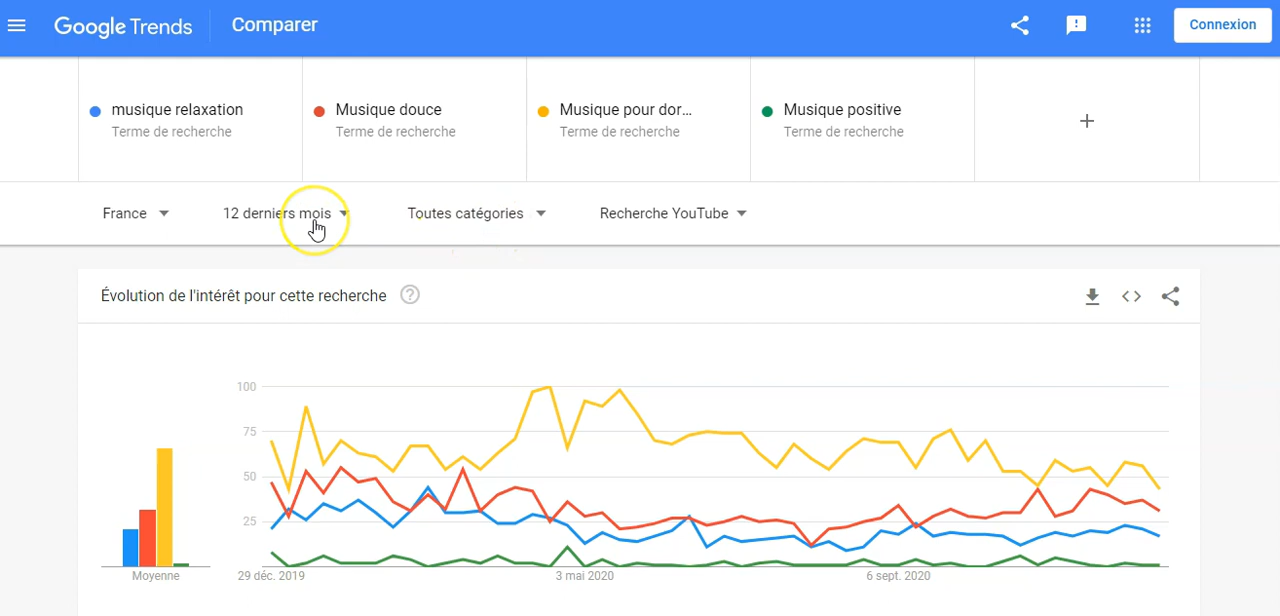 Google Trends
Comparer
Connexion
musique relaxation
Terme de recherche
Musique douce
Terme de recherche
Musique pour dor...
Terme de recherche
Musique positive
Terme de recherche
+
France
12 derniers mois
Toutes catégories
Recherche YouTube
Évolution de l'intérêt pour cette recherche
?
100
75
50
25
Moyenne
29 déc. 2019
3 mai 2020
6 sept. 2020